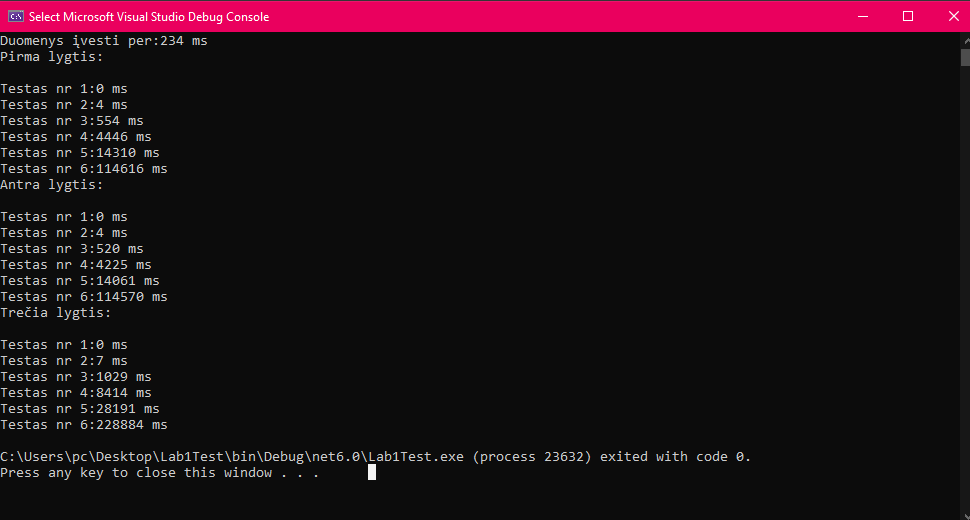 Select Microsoft Visual Studio Debug Console
Duomenys įvesti per:234 ms
Pirma lygtis:
Testas nr 1:0 ms
Testas nr 2:4 ms
Testas nr 3:554 ms
Testas nr 4:4446 ms
Testas nr 5:14310 ms
Testas nr 6:114616 ms
Antra lygtis:
Testas nr 1:0 ms
Testas nr 2:4 ms
Testas nr 3:520 ms
Testas nr 4:4225 ms
Testas nr 5:14061 ms
Testas nr 6:114570 ms
Trečia lygtis:
Testas nr 1:0 ms
Testas nr 2:7 ms
Testas nr 3:1029 ms
Testas nr 4:8414 ms
Testas nr 5:28191 ms
Testas nr 6:228884 ms
C:\Users\pc\Desktop\Lab1Test\bin\Debug\net6.0\Lab1Test.exe (process 23632) exited with code 0.
Press any key to close this window . . .